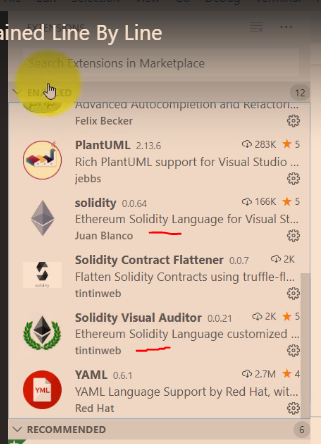 ained Line By Line
Search Extensions in Marketplace
12
Advanced Autocompletion and Refactori...
Felix Becker
PlantUML 2.13.6 283K ★ 5
Rich PlantUML support for Visual Studio ...
jebbs
solidity 0.0.64 166K ★ 5
Ethereum Solidity Language for Visual St...
Juan Blanco
Solidity Contract Flattener 0.0.7 2K
Flatten Solidity Contracts using truffle-fl...
tintinweb
solidity
Solidity Visual Auditor 0.0.21 2K ★ 5
Ethereum Solidity Language customized ...
tintinweb
YAML 0.6.1 2.7M ★ 4
YAML Language Support by Red Hat, wit...
Red Hat
YML
RECOMMENDED 6